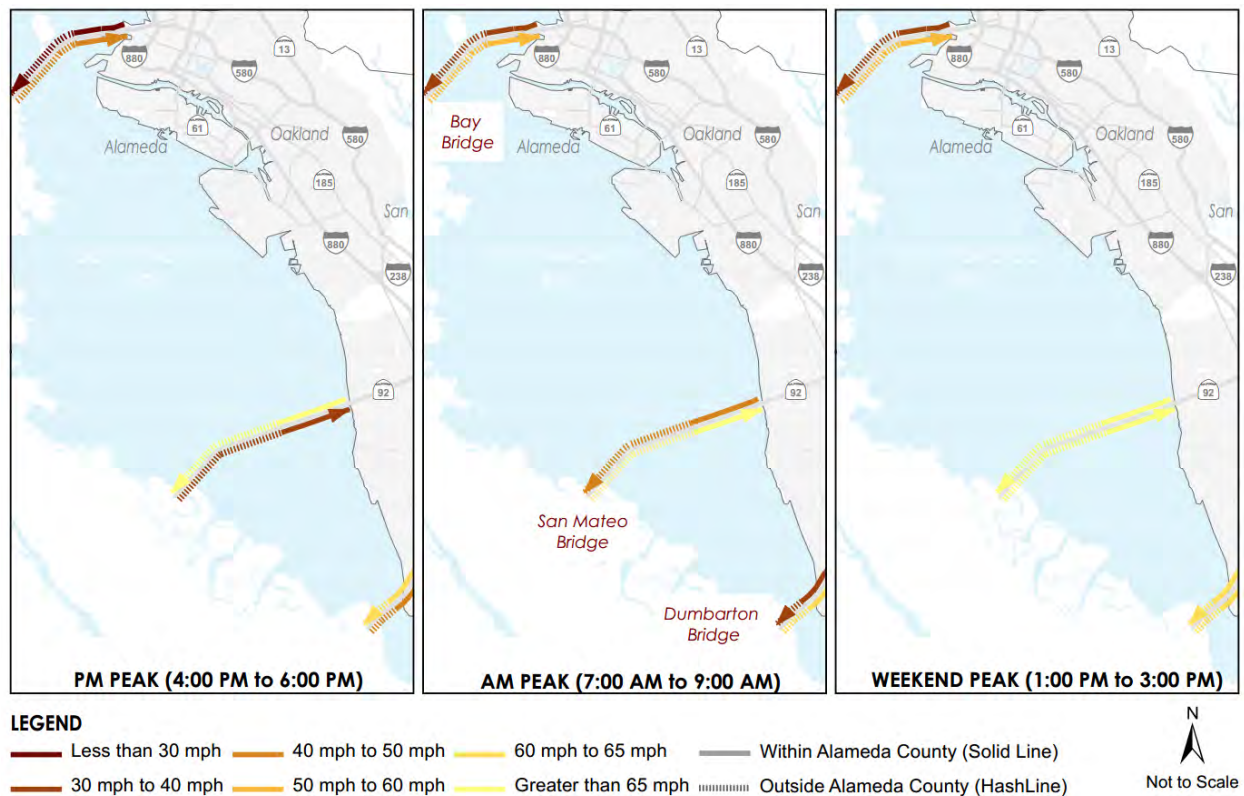 13
880
580
61
Oakland
Alameda
580
185
San
880
238
92
PM PEAK (4:00 PM to 6:00 PM)
13
880
580
Bay
Bridge
61
Oakland
Alameda
580
185
San
880
238
92
San Mateo
Bridge
Dumbarton
Bridge
AM PEAK (7:00 AM to 9:00 AM)
13
880
580
61
Oakland
Alameda
580
185
San
880
238
92
WEEKEND PEAK (1:00 PM to 3:00 PM)
LEGEND
Less than 30 mph
40 mph to 50 mph
60 mph to 65 mph
Within Alameda County (Solid Line)
30 mph to 40 mph
50 mph to 60 mph
Greater than 65 mph
Outside Alameda County (HashLine)
N
Not to Scale